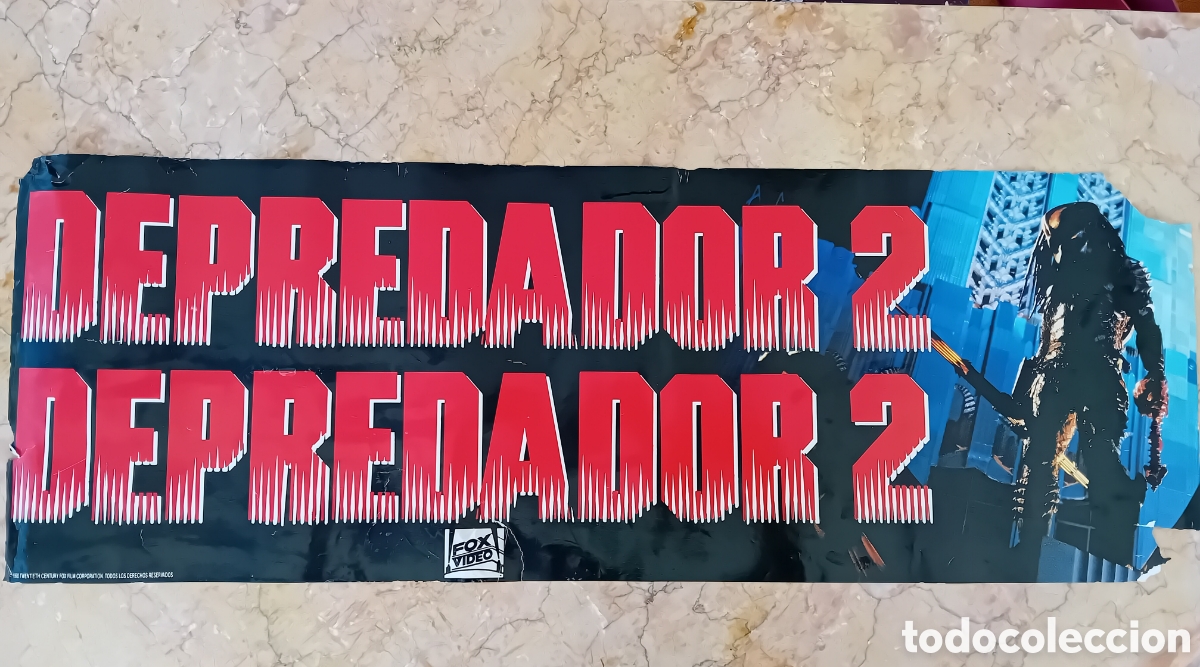 DEPREDADOR 2
DEPREDADOR 2
FOX
VIDEO
TWENTIETH CENTURY FOX FILM CORPORATION. TODOS LOS DERECHOS RESERVADOS
todocoleccion